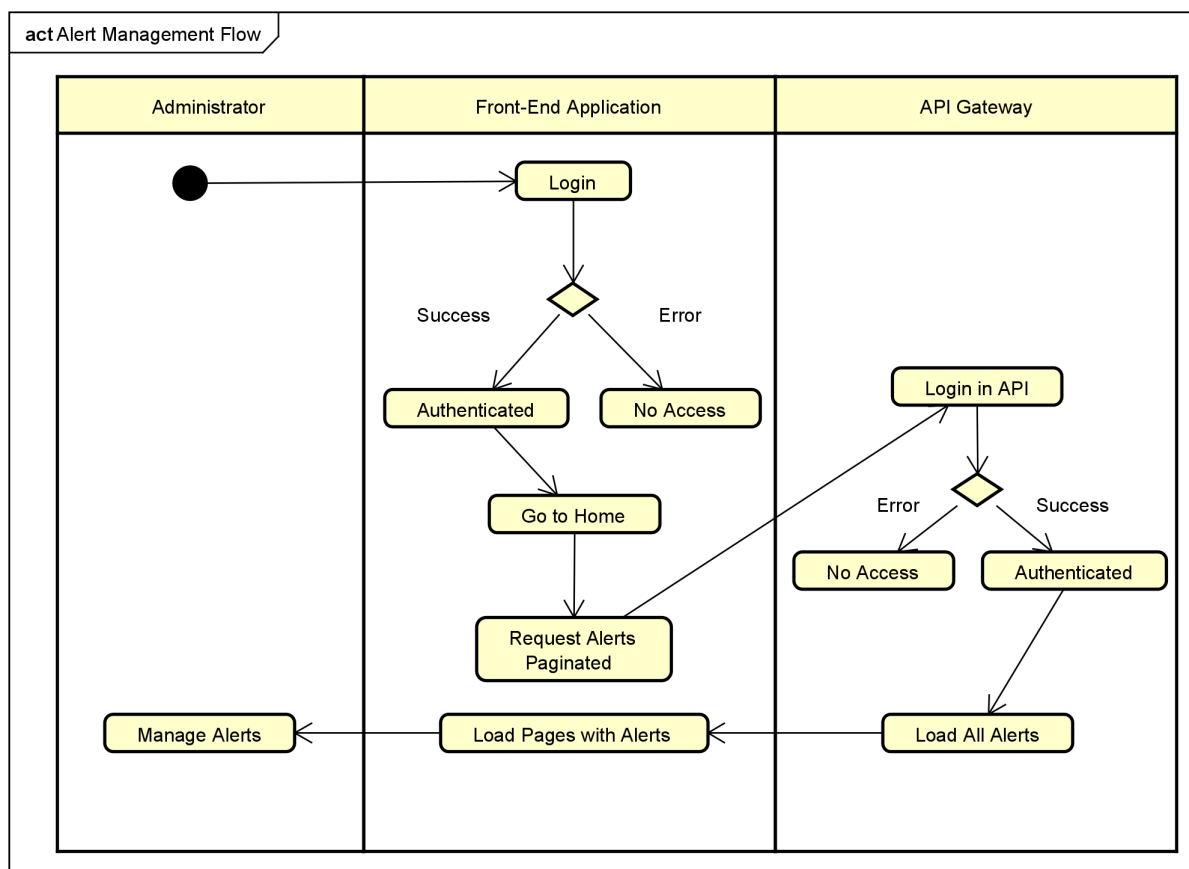 act Alert Management Flow
Administrator
Front-End Application
API Gateway
Login
Success
Error
Login in API
Authenticated
No Access
Error
Success
Go to Home
No Access
Authenticated
Request Alerts
Paginated
Manage Alerts
Load Pages with Alerts
Load All Alerts